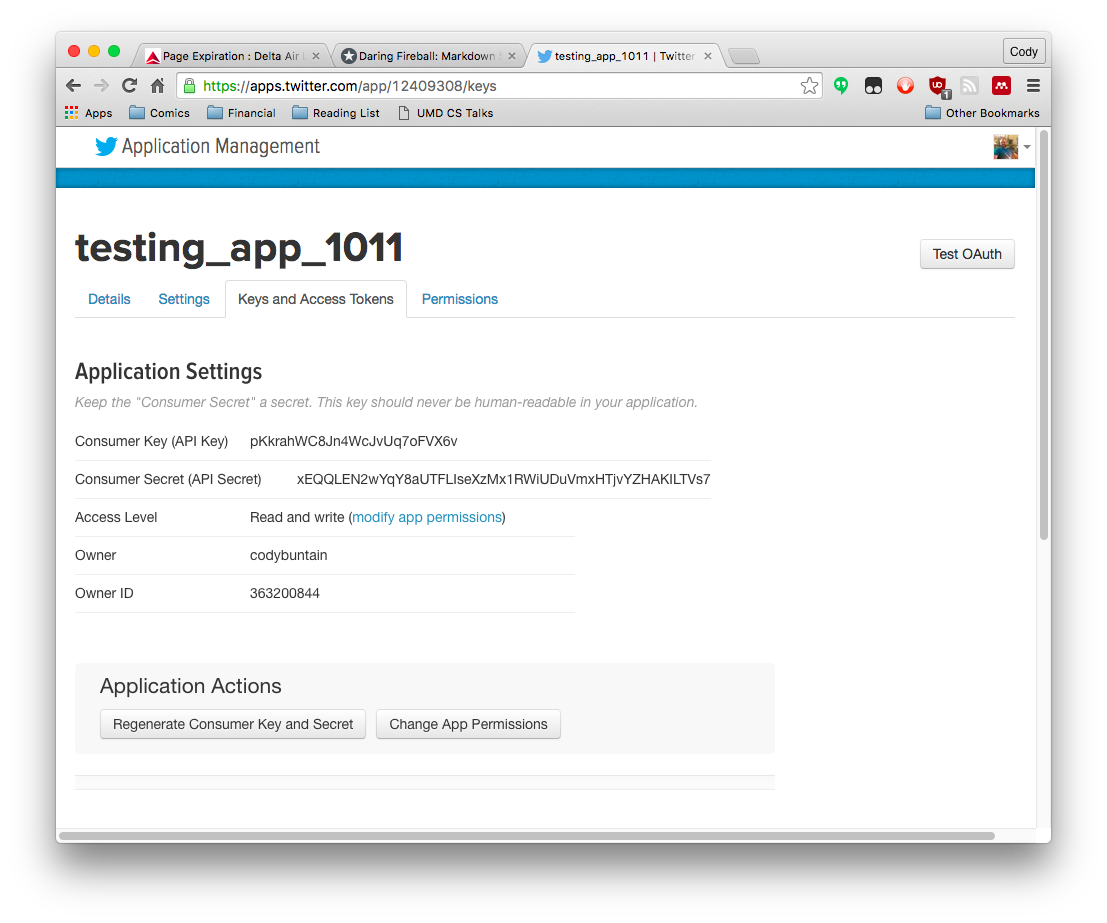 Page Expiration : Delta Air
Daring Fireball: Markdown
testing_app_1011 | Twitter
Cody
https://apps.twitter.com/app/12409308/keys
1
Apps
Comics
Financial
Reading List
UMD CS Talks
Other Bookmarks
Application Management
testing_app_1011
Test OAuth
Details
Settings
Keys and Access Tokens
Permissions
Application Settings
Keep the "Consumer Secret" a secret. This key should never be human-readable in your application.
Consumer Key (API Key) pKkrahWC8Jn4WcJvUq7oFVX6v
Consumer Secret (API Secret) xEQQLEN2wYqY8aUTFLIseXzMx1RWiUDuVmxHTjvYZHAKILTVs7
Access Level Read and write (modify app permissions)
Owner codybuntain
Owner ID 363200844
Application Actions
Regenerate Consumer Key and Secret
Change App Permissions